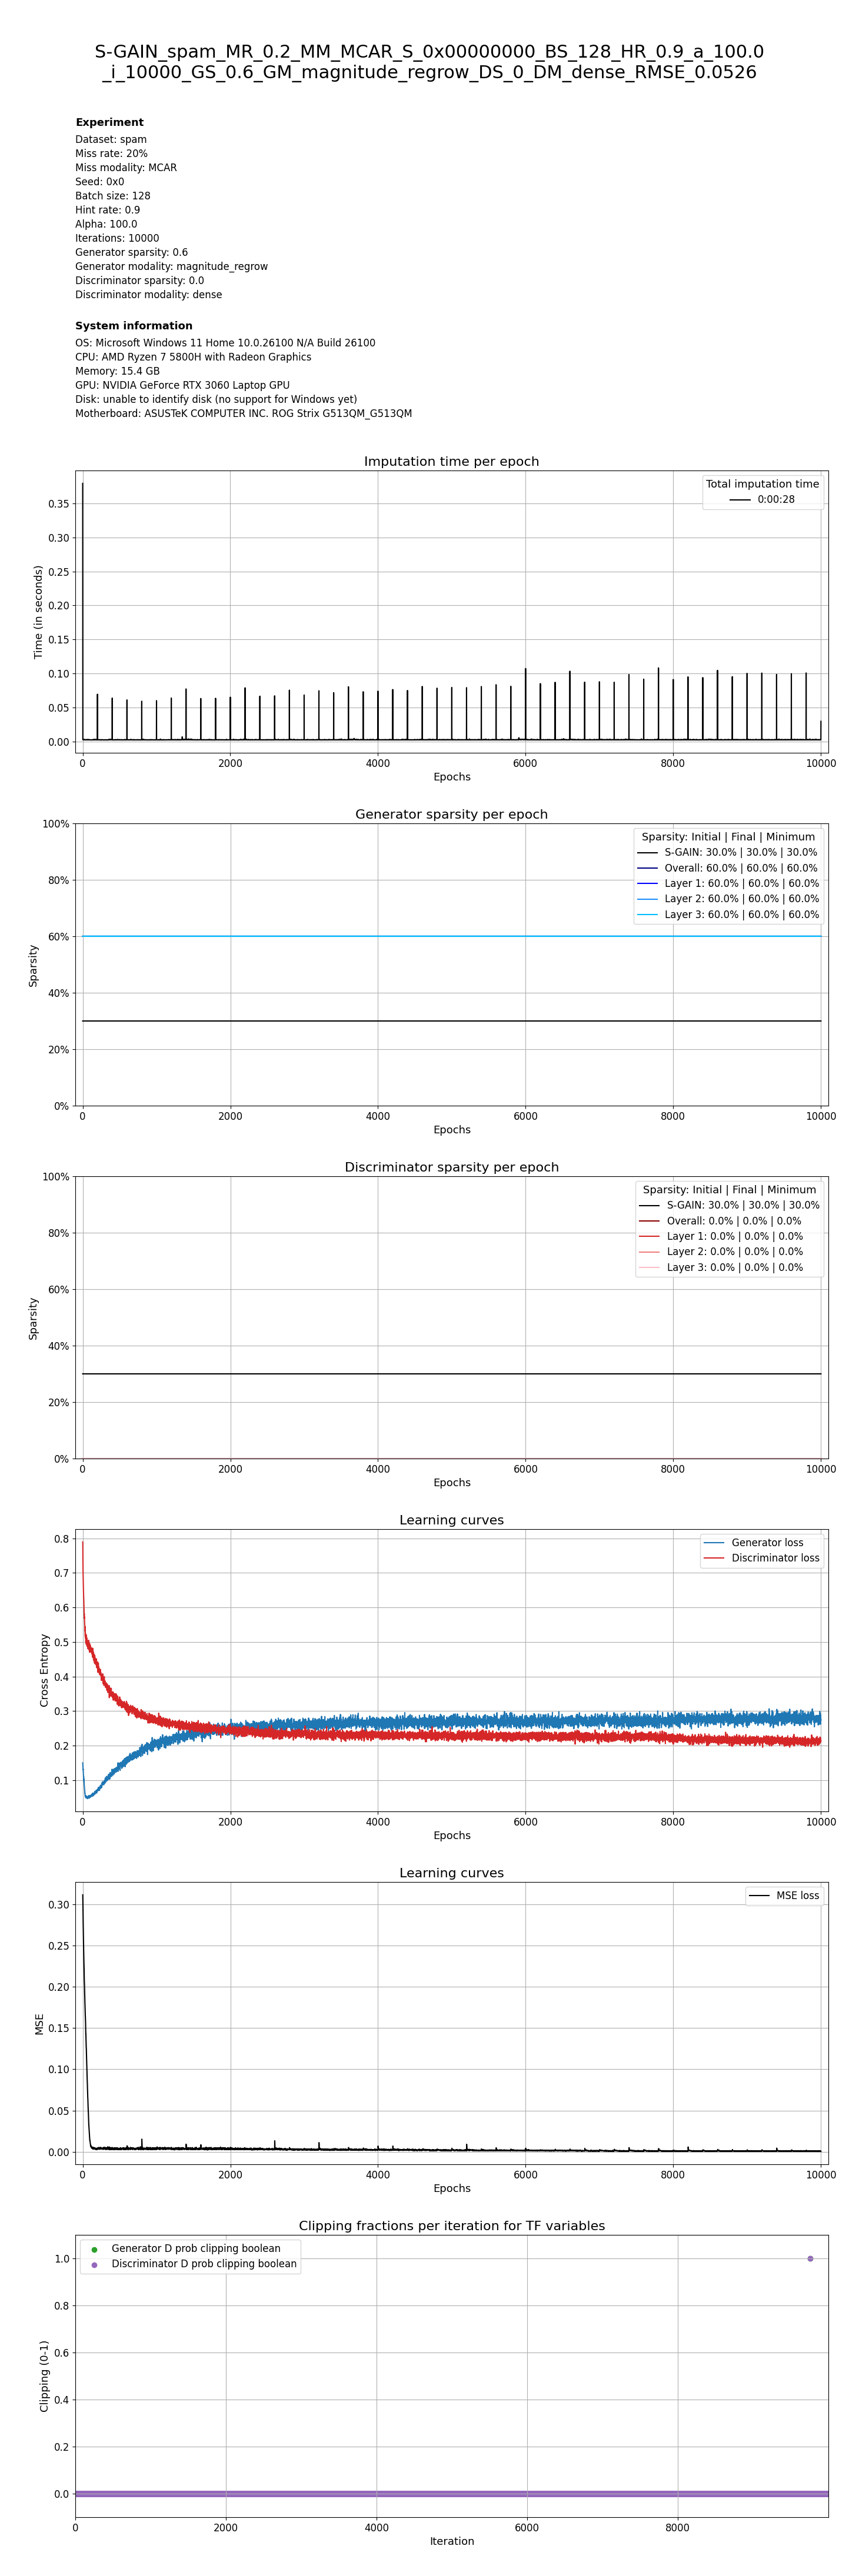 S-GAIN_spam_MR_0.2_MM_MCAR_S_0x00000000_BS_128_HR_0.9_a_100.0
_i_10000_GS_0.6_GM_magnitude_regrow_DS_0_DM_dense_RMSE_0.0526
Experiment
Dataset: spam
Miss rate: 20%
Miss modality: MCAR
Seed: 0x0
Batch size: 128
Hint rate: 0.9
Alpha: 100.0
Iterations: 10000
Generator sparsity: 0.6
Generator modality: magnitude_regrow
Discriminator sparsity: 0.0
Discriminator modality: dense
System information
OS: Microsoft Windows 11 Home 10.0.26100 N/A Build 26100
CPU: AMD Ryzen 7 5800H with Radeon Graphics
Memory: 15.4 GB
GPU: NVIDIA GeForce RTX 3060 Laptop GPU
Disk: unable to identify disk (no support for Windows yet)
Motherboard: ASUSTeK COMPUTER INC. ROG Strix G513QM_G513QM
Imputation time per epoch
Total imputation time
0:00:28
0.35
0.30
0.25
0.20
0.15
0.10
0.05
0.00
Time (in seconds)
0 2000 4000 6000 8000 10000
Epochs
Generator sparsity per epoch
Sparsity: Initial | Final | Minimum
S-GAIN: 30.0% | 30.0% | 30.0%
Overall: 60.0% | 60.0% | 60.0%
Layer 1: 60.0% | 60.0% | 60.0%
Layer 2: 60.0% | 60.0% | 60.0%
Layer 3: 60.0% | 60.0% | 60.0%
100%
80%
60%
40%
20%
0%
Sparsity
0 2000 4000 6000 8000 10000
Epochs
Discriminator sparsity per epoch
Sparsity: Initial | Final | Minimum
S-GAIN: 30.0% | 30.0% | 30.0%
Overall: 0.0% | 0.0% | 0.0%
Layer 1: 0.0% | 0.0% | 0.0%
Layer 2: 0.0% | 0.0% | 0.0%
Layer 3: 0.0% | 0.0% | 0.0%
100%
80%
60%
40%
20%
0%
Sparsity
0 2000 4000 6000 8000 10000
Epochs
Learning curves
Generator loss
Discriminator loss
0.8
0.7
0.6
0.5
0.4
0.3
0.2
0.1
Cross Entropy
0 2000 4000 6000 8000 10000
Epochs
Learning curves
MSE loss
0.30
0.25
0.20
0.15
0.10
0.05
0.00
MSE
0 2000 4000 6000 8000 10000
Epochs
Clipping fractions per iteration for TF variables
Generator D prob clipping boolean
Discriminator D prob clipping boolean
1.0
0.8
0.6
0.4
0.2
0.0
Clipping (0-1)
0 2000 4000 6000 8000
Iteration